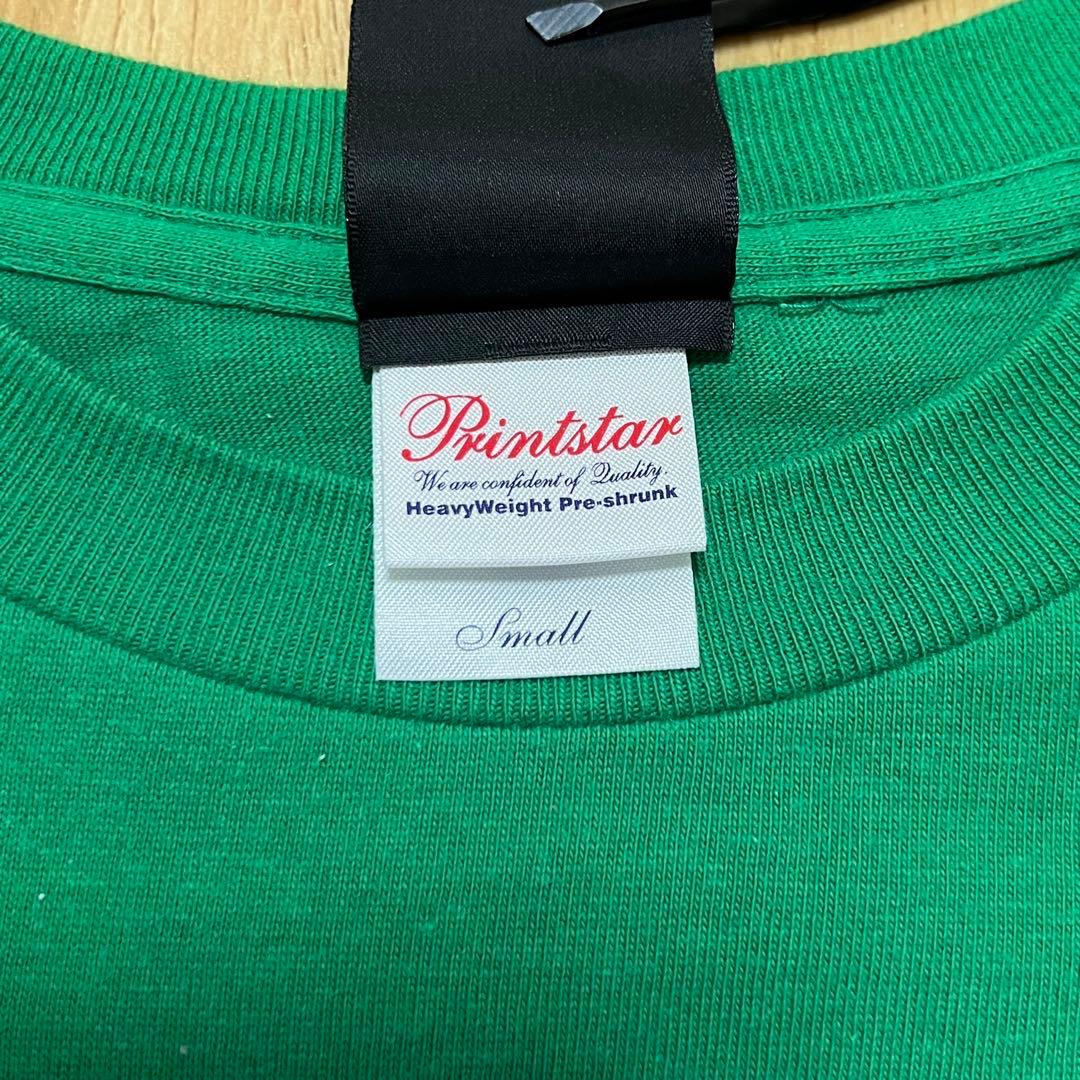 Printstar
We are confident of Quality.
HeavyWeight Pre-shrunk
Small